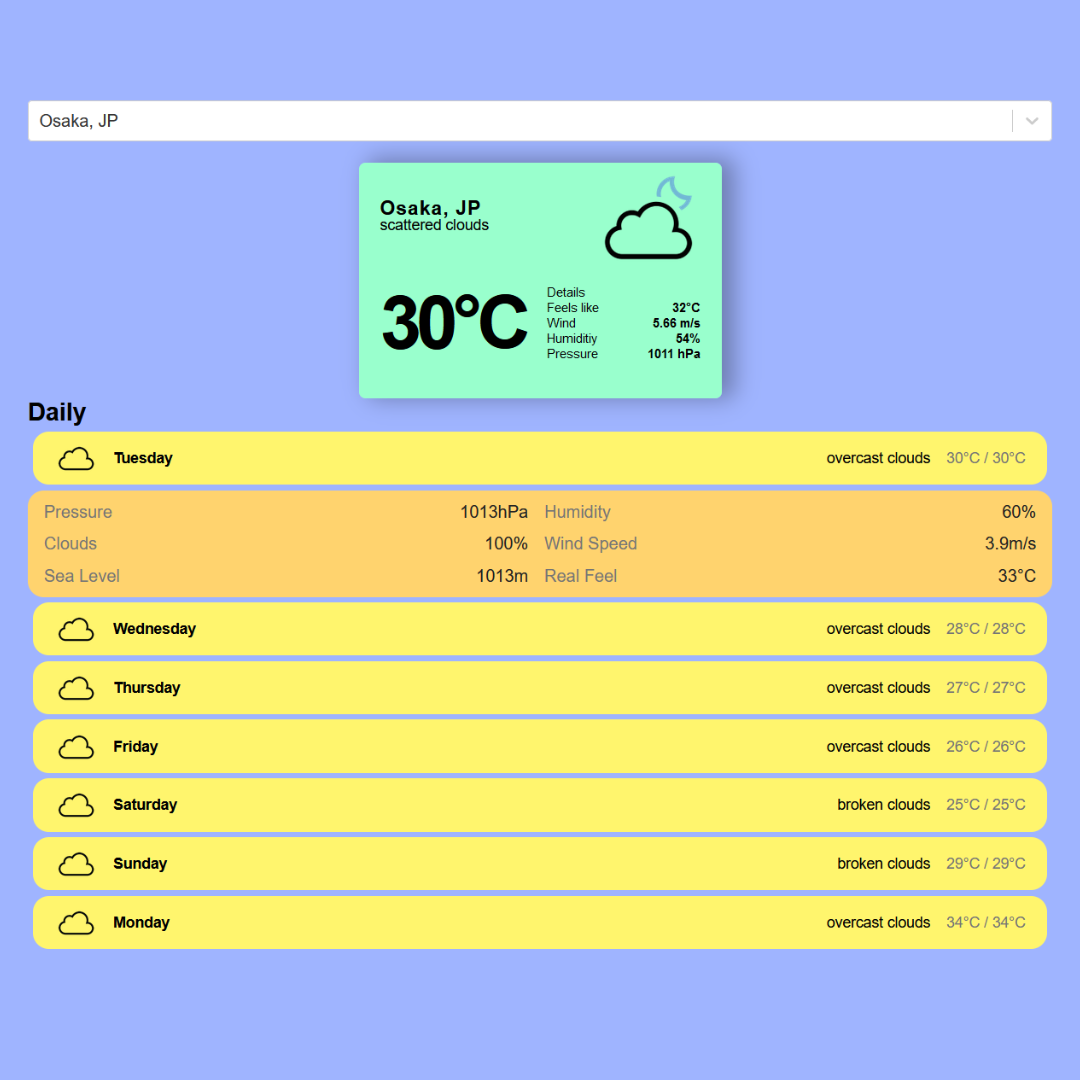 Osaka, JP
Osaka, JP
scattered clouds
30°C
Details
Feels like 32°C
Wind 5.66 m/s
Humiditiy 54%
Pressure 1011 hPa
Daily
Tuesday overcast clouds 30°C / 30°C
Pressure 1013hPa Humidity 60%
Clouds 100% Wind Speed 3.9m/s
Sea Level 1013m Real Feel 33°C
Wednesday overcast clouds 28°C / 28°C
Thursday overcast clouds 27°C / 27°C
Friday overcast clouds 26°C / 26°C
Saturday broken clouds 25°C / 25°C
Sunday broken clouds 29°C / 29°C
Monday overcast clouds 34°C / 34°C